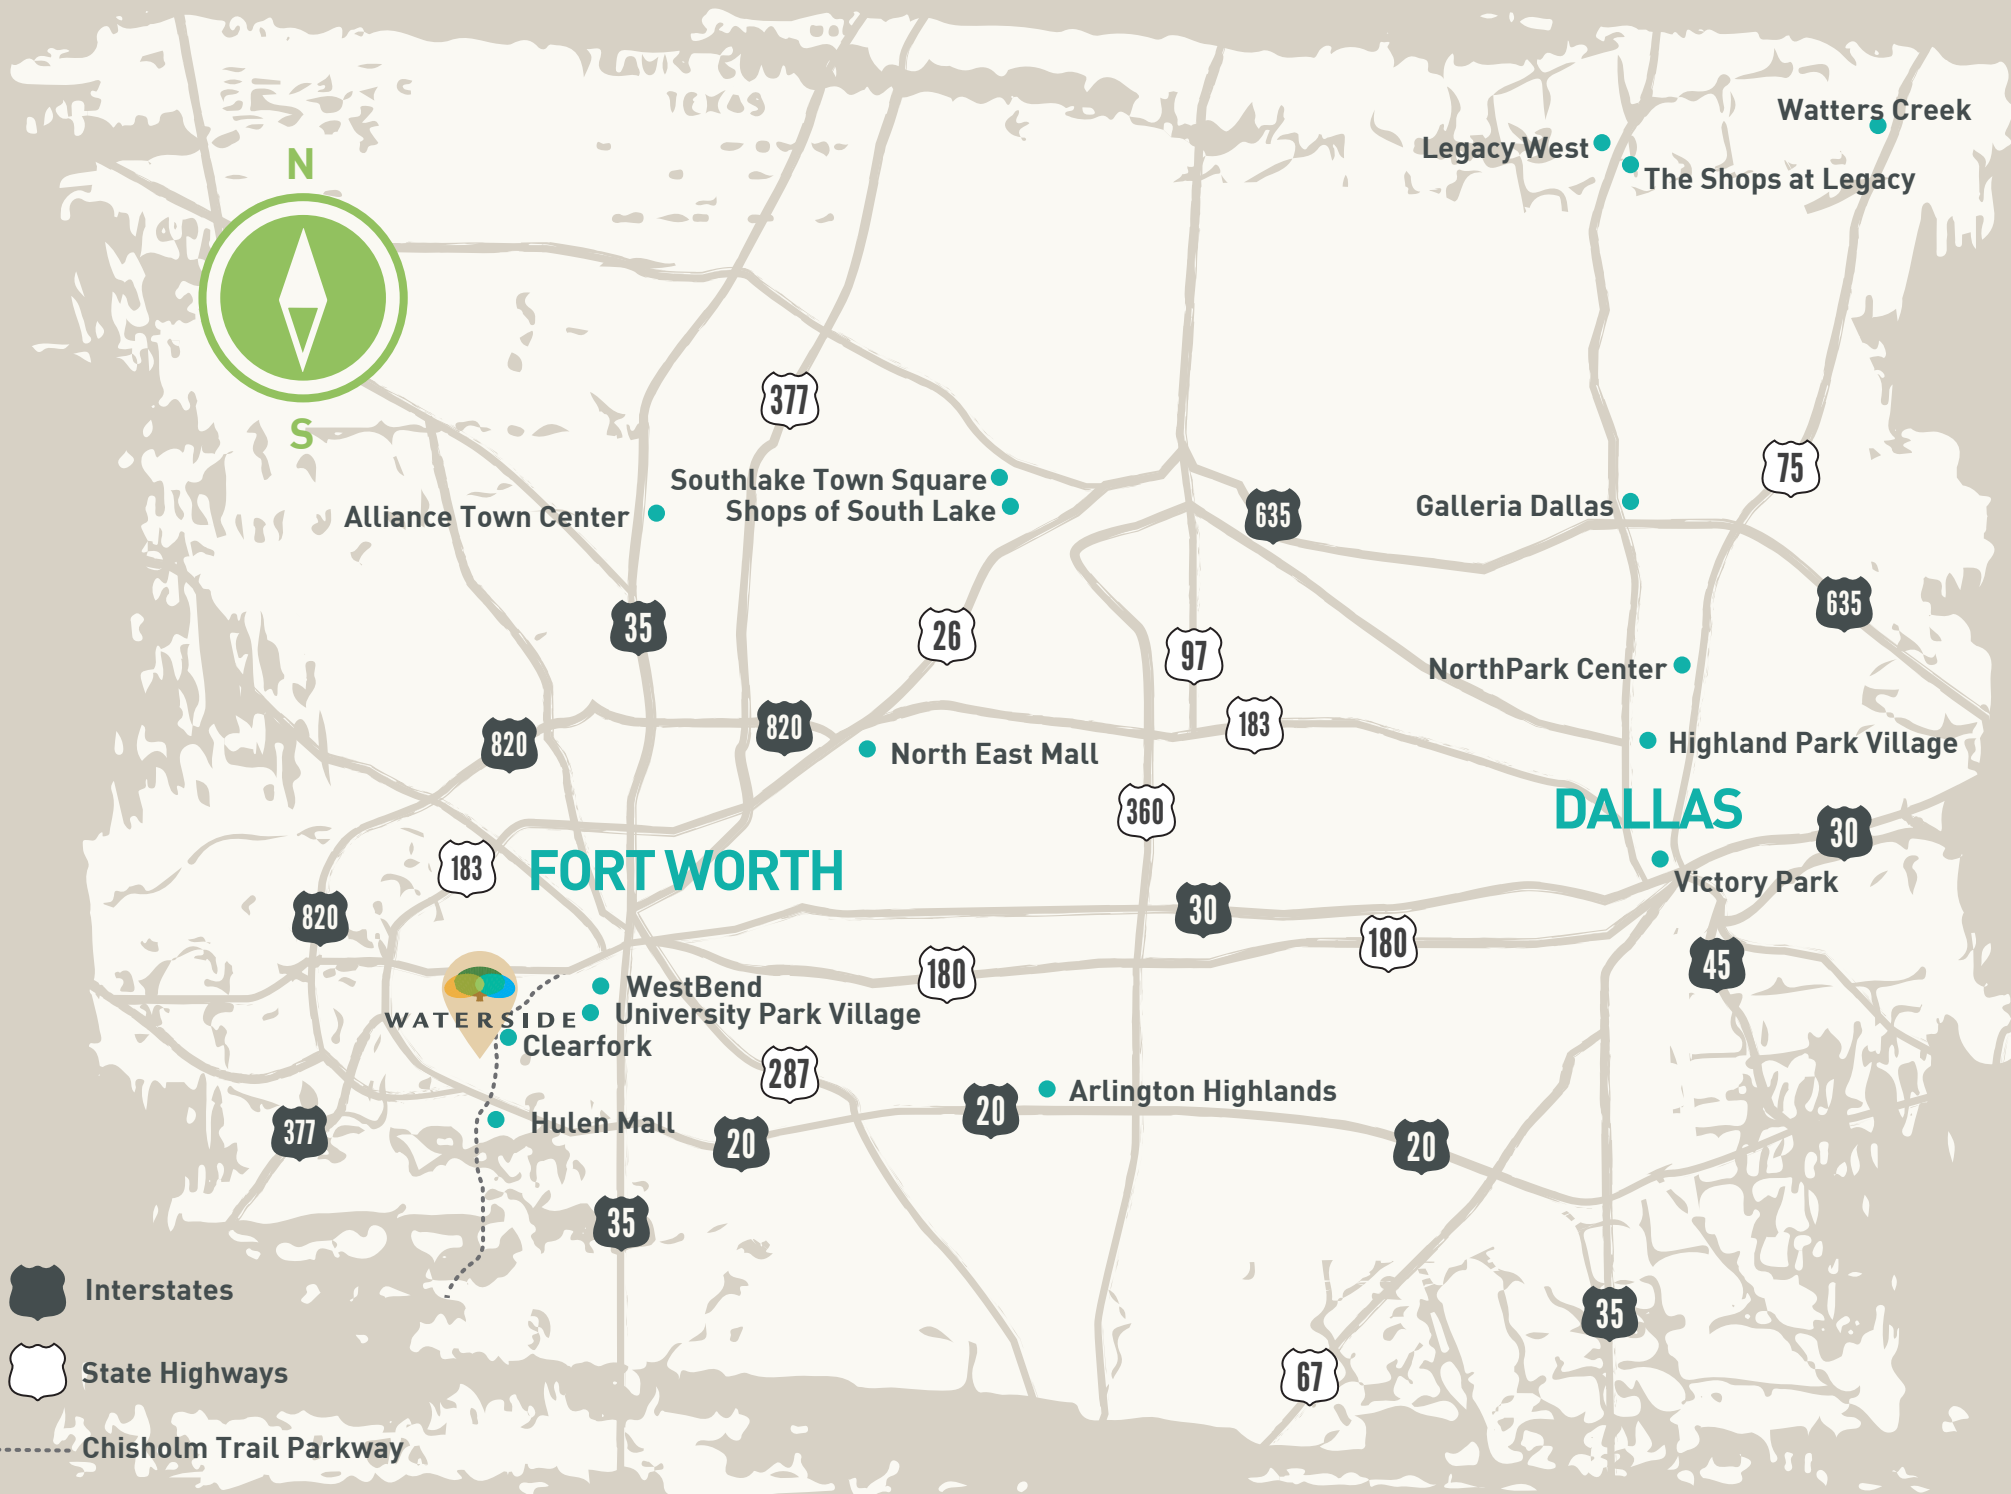 TEXAS
Watters Creek
Legacy West
The Shops at Legacy
N
S
377
75
Southlake Town Square
Shops of South Lake
Alliance Town Center
635
Galleria Dallas
35
26
97
635
NorthPark Center
820
820
183
North East Mall
Highland Park Village
360
DALLAS
30
183
FORT WORTH
Victory Park
820
30
180
180
45
WestBend
WATERSIDE
University Park Village
Clearfork
287
Arlington Highlands
20
377
Hulen Mall
20
20
35
Interstates
35
State Highways
67
Chisholm Trail Parkway